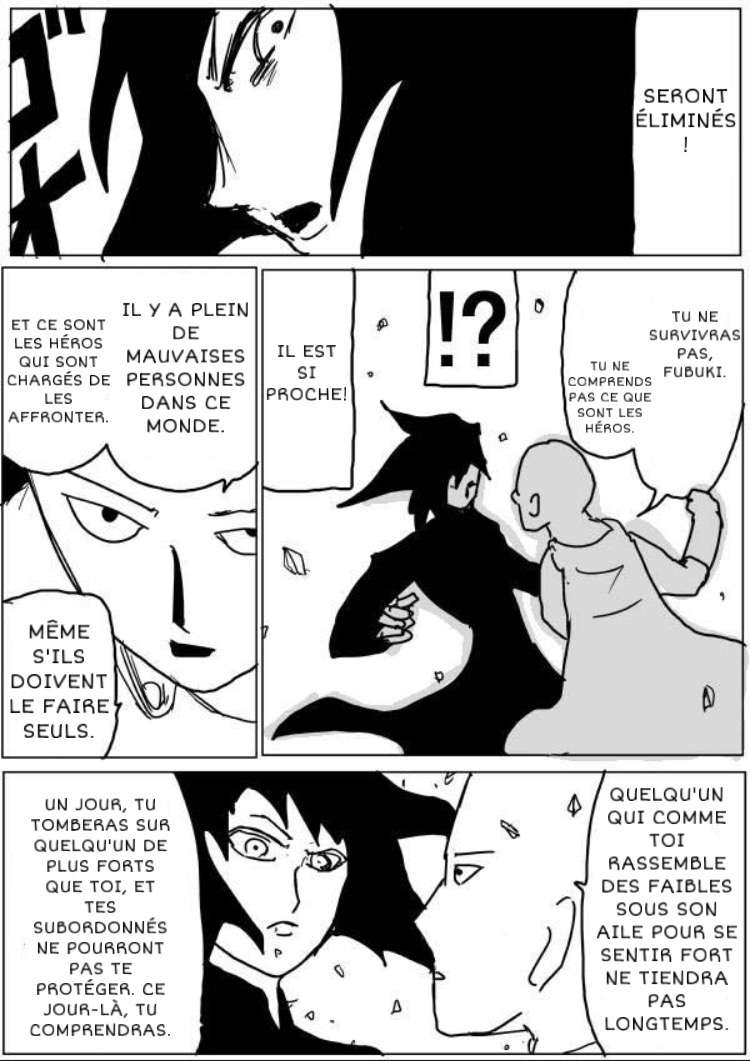 SERONT
ÉLIMINÉS
!
TU NE
SURVIVRAS
PAS,
FUBUKI.
TU NE
COMPRENDS
PAS CE QUE
SONT LES
HÉROS.
!?
IL EST
SI
PROCHE!
IL Y A PLEIN
DE
MAUVAISES
PERSONNES
DANS CE
MONDE.
ET CE SONT
LES HÉROS
QUI SONT
CHARGÉS DE
LES
AFFRONTER.
MÊME
S'ILS
DOIVENT
LE FAIRE
SEULS.
QUELQU'UN
QUI COMME
TOI
RASSEMBLE
DES FAIBLES
SOUS SON
AILE POUR SE
SENTIR FORT
NE TIENDRA
PAS
LONGTEMPS.
UN JOUR, TU
TOMBERAS SUR
QUELQU'UN DE
PLUS FORTS
QUE TOI, ET
TES
SUBORDONNÉS
NE POURRONT
PAS TE
PROTÉGER. CE
JOUR-LÀ, TU
COMPRENDRAS.